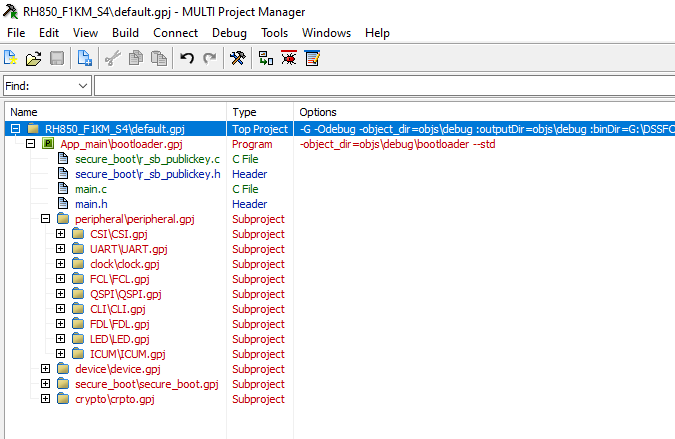 RH850_F1KM_S4\default.gpj - MULTI Project Manager
File Edit View Build Connect Debug Tools Windows Help
Find:
Name Type Options
RH850_F1KM_S4\default.gpj Top Project -G -Odebug -object_dir=objs\debug :outputDir=objs\debug :binDir=G:\DSSFC
App_main\bootloader.gpj Program -object_dir=objs\debug\bootloader --std
secure_boot\r_sb_publickey.c C File
secure_boot\r_sb_publickey.h Header
main.c C File
main.h Header
peripheral\peripheral.gpj Subproject
CSI\CSI.gpj Subproject
UART\UART.gpj Subproject
clock\clock.gpj Subproject
FCL\FCL.gpj Subproject
QSPI\QSPI.gpj Subproject
CLI\CLI.gpj Subproject
FDL\FDL.gpj Subproject
LED\LED.gpj Subproject
ICUM\ICUM.gpj Subproject
device\device.gpj Subproject
secure_boot\secure_boot.gpj Subproject
crypto\crpto.gpj Subproject